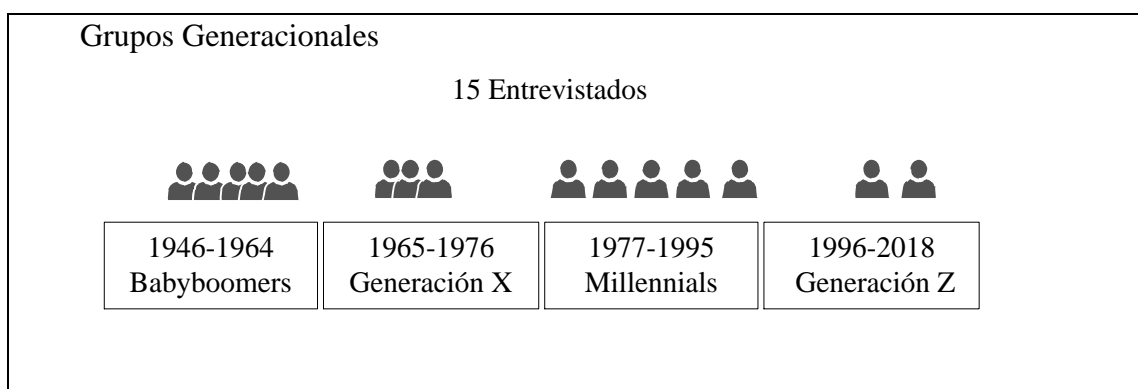 Grupos Generacionales
15 Entrevistados
1946-1964
Babyboomers
1965-1976
Generación X
1977-1995
Millennials
1996-2018
Generación Z